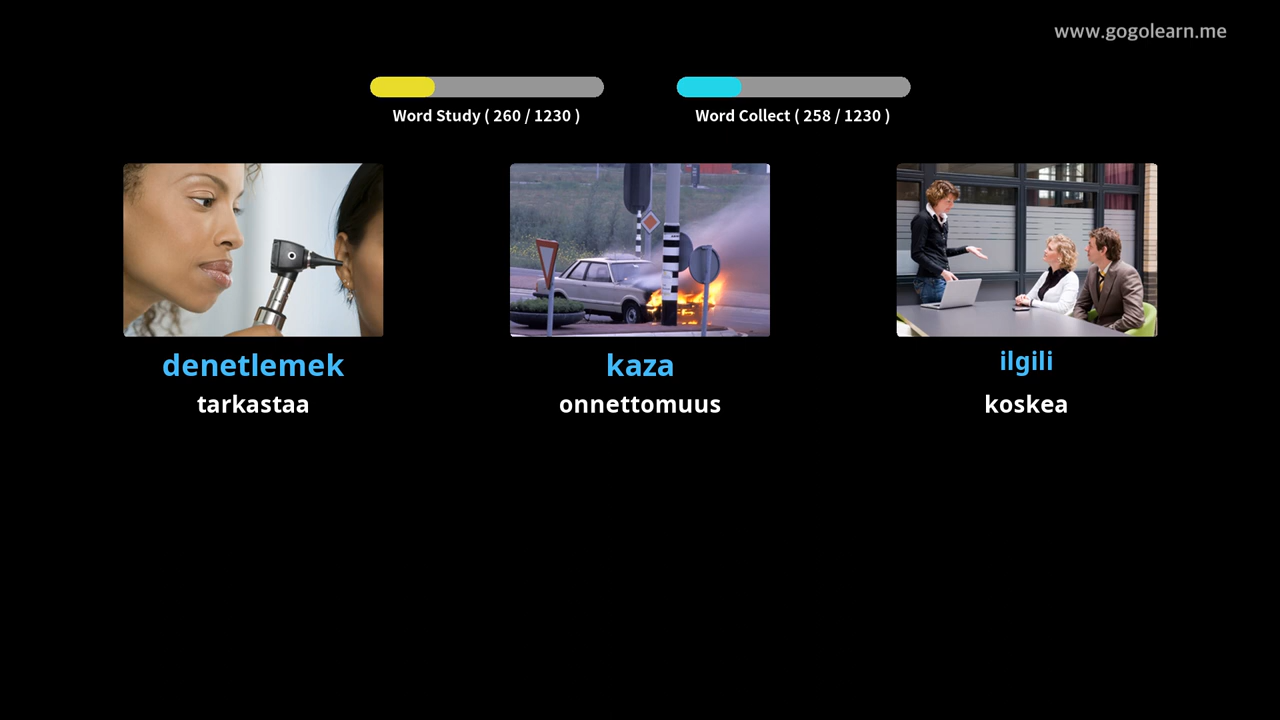 www.gogolearn.me
Word Study ( 260 / 1230 )
Word Collect ( 258 / 1230 )
denetlemek
kaza
ilgili
tarkastaa
onnettomuus
koskea